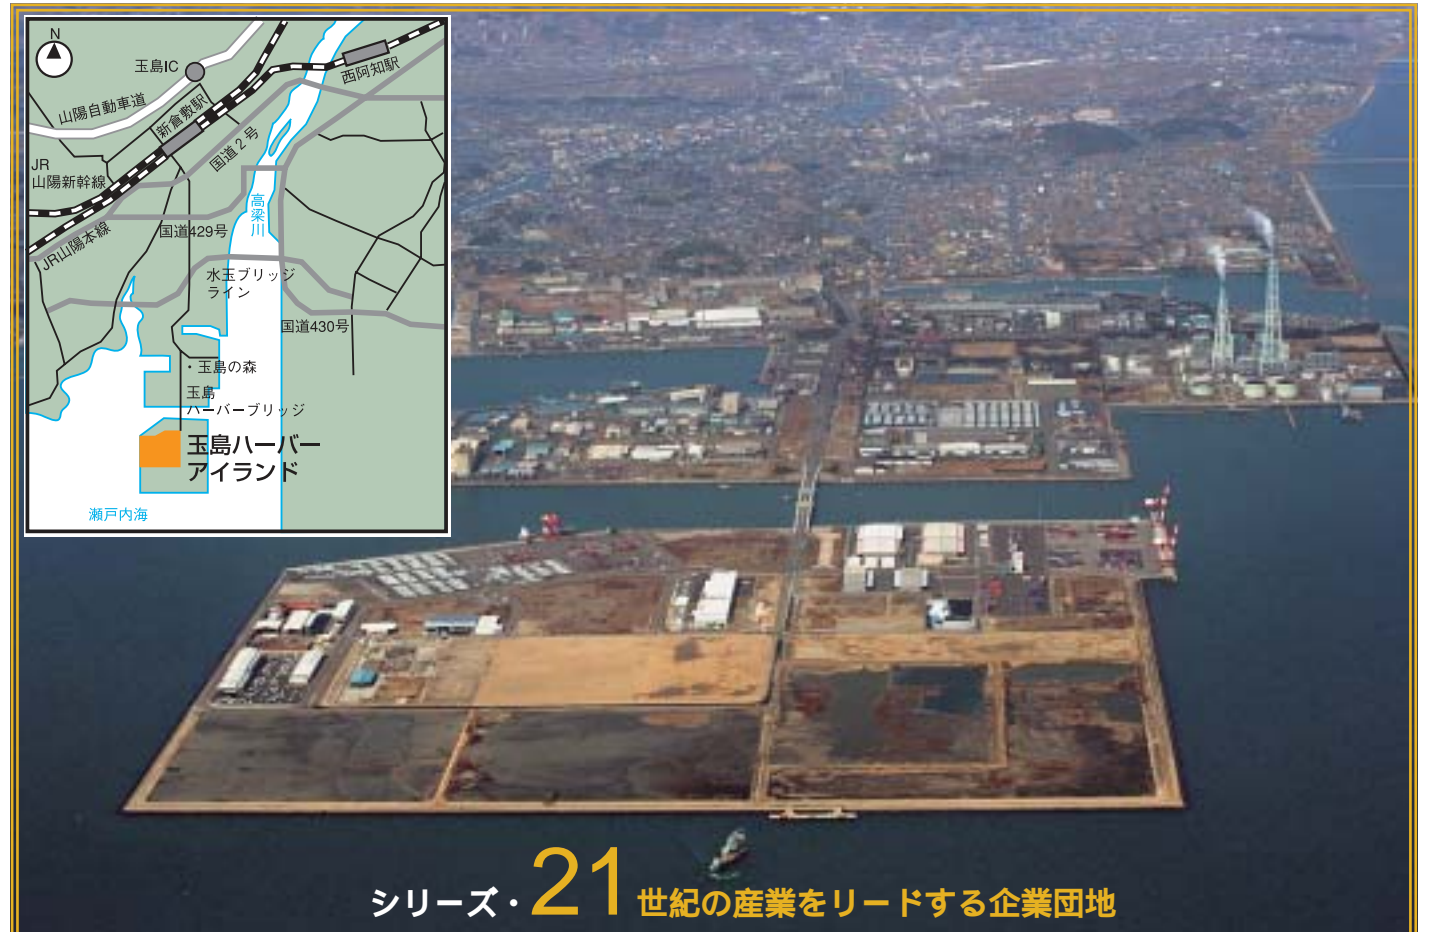 N
玉島IC
西阿知駅
山陽自動車道
新倉敷駅
国道２号
JR
山陽新幹線
高梁川
国道429号
JR山陽本線
水玉ブリッジ
ライン
国道430号
・玉島の森
玉島
ハーバーブリッジ
玉島ハーバー
アイランド
瀬戸内海
シリーズ・21世紀の産業をリードする企業団地